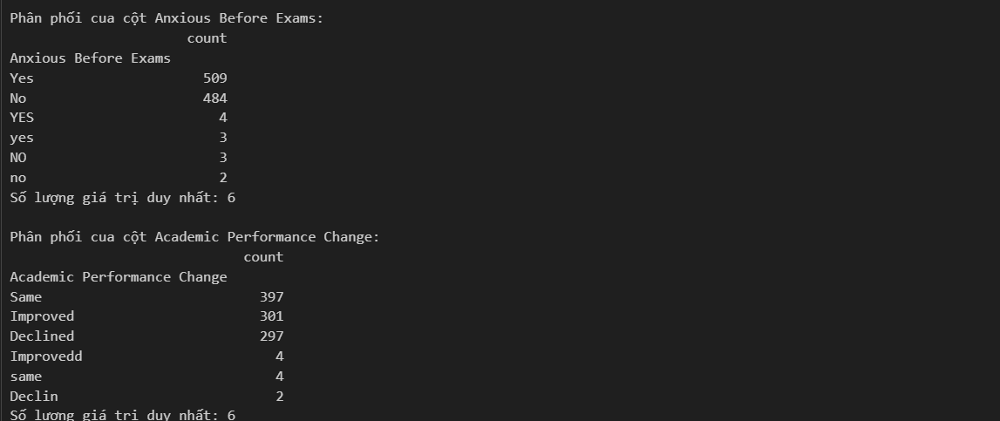 Phân phối cua cột Anxious Before Exams:
count
Anxious Before Exams
Yes 509
No 484
YES 4
yes 3
NO 3
no 2
Số lượng giá trị duy nhất: 6
Phân phối cua cột Academic Performance Change:
count
Academic Performance Change
Same 397
Improved 301
Declined 297
Improvedd 4
same 4
Declin 2
Số lượng giá trị duy nhất: 6